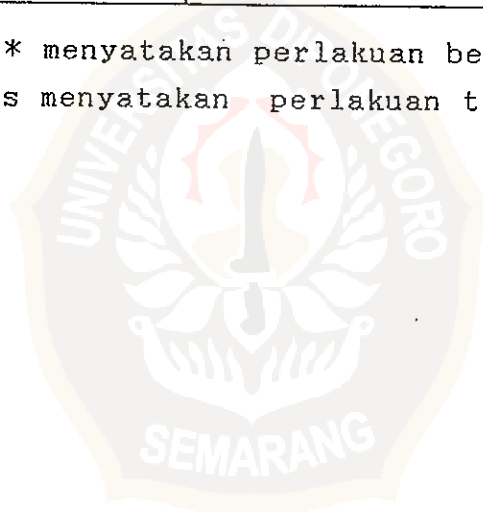 * menyatakan perlakuan be
s menyatakan perlakuan t
UNIVERSITAS DIPONEGORO
SEMARANG